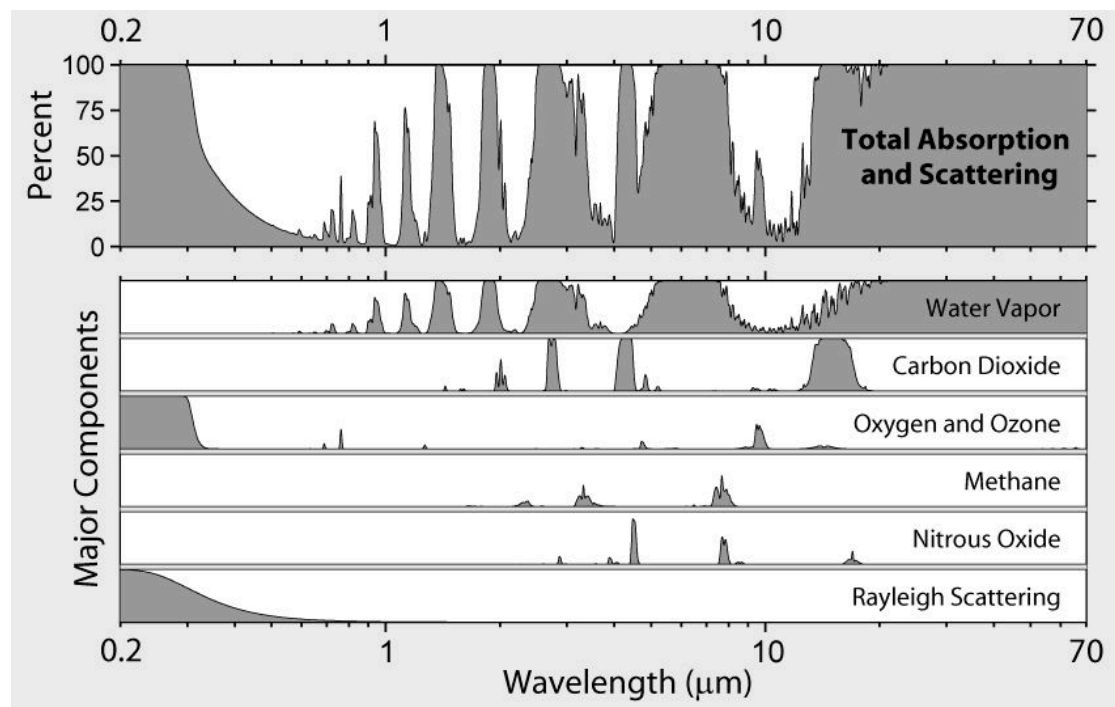 0.2 1 10 70
100
75
50
25
0
Percent
Total Absorption
and Scattering
Major Components
Water Vapor
Carbon Dioxide
Oxygen and Ozone
Methane
Nitrous Oxide
Rayleigh Scattering
0.2 1 10 70
Wavelength (μm)